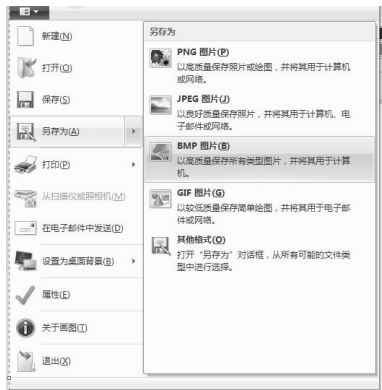 新建(N)
打开(O)
保存(S)
另存为(A)
打印(P)
从扫描仪或照相机(M)
在电子邮件中发送(D)
设置为桌面背景(B)
属性(E)
关于画图(T)
退出(X)
另存为
PNG 图片(P)
以高质量保存照片或绘图，并将其用于计算机
或网络。
JPEG 图片(J)
以良好质量保存照片，并将其用于计算机、电
子邮件或网络。
BMP 图片(B)
以高质量保存所有类型图片，并将其用于计算
机。
GIF 图片(G)
以较低质量保存简单绘图，并将其用于电子邮
件或网络。
其他格式(O)
打开“另存为”对话框，从所有可能的文件类
型中进行选择。